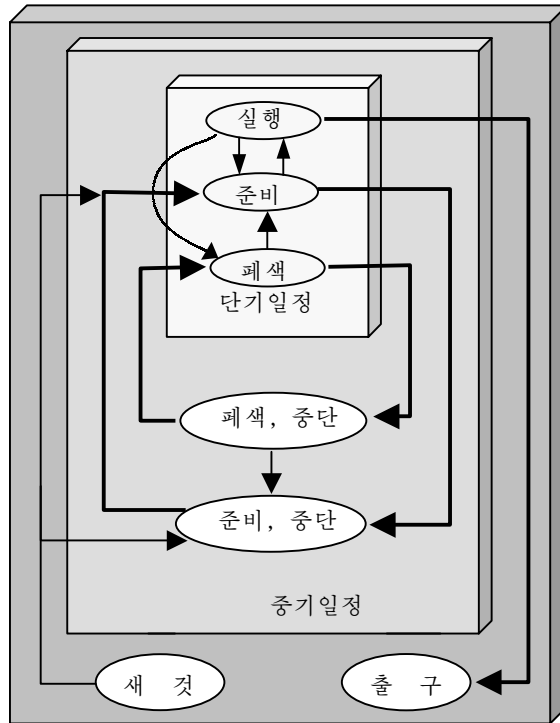 실행
준비
폐색
단기일정
폐색, 중단
준비, 중단
중기일정
새 것
출 구